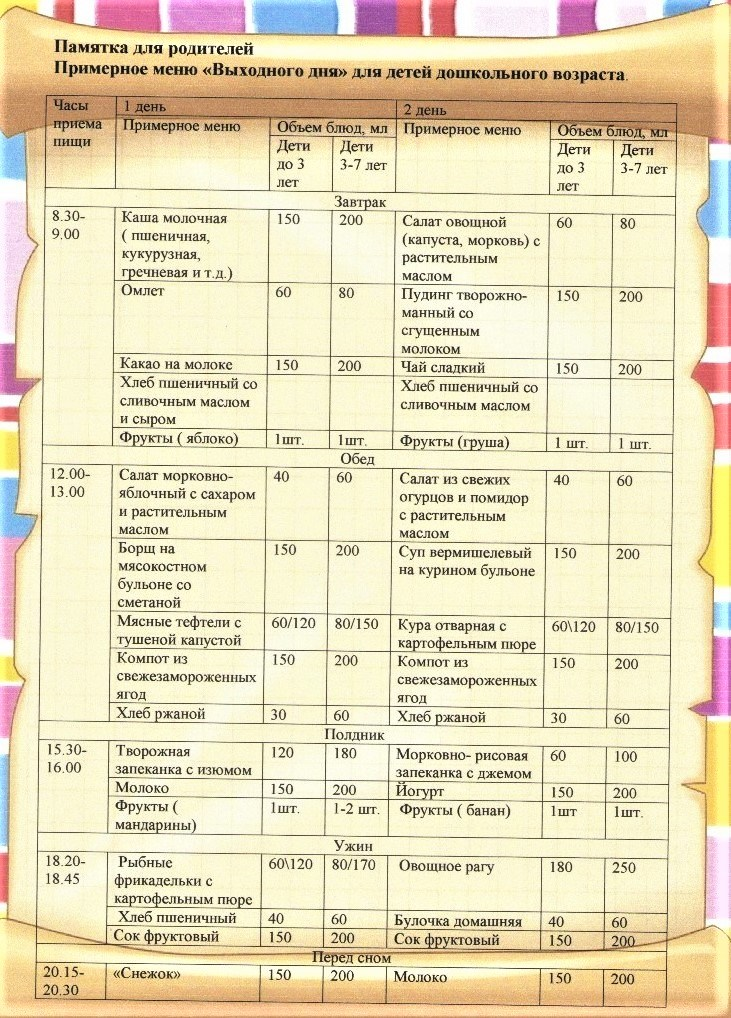 Памятка для родителей
Примерное меню «Выходного дня» для детей дошкольного возраста.
Часы приема пищи 1 день 2 день
Примерное меню Объем блюд, мл Примерное меню Объем блюд, мл
Дети до 3 лет Дети 3-7 лет Дети до 3 лет Дети 3-7 лет
Завтрак
8.30- Каша молочная 150 200 Салат овощной 60 80
9.00 ( пшеничная, (капуста, морковь) с
кукурузная, растительным
гречневая и т.д.) маслом
Омлет 60 80 Пудинг творожно- 150 200
манный со
сгущенным
молоком
Какао на молоке 150 200 Чай сладкий 150 200
Хлеб пшеничный со Хлеб пшеничный со
сливочным маслом сливочным маслом
и сыром
Фрукты ( яблоко) 1шт. 1шт. Фрукты (груша) 1 шт. 1 шт.
Обед
12.00- Салат морковно- 40 60 Салат из свежих 40 60
13.00 яблочный с сахаром огурцов и помидор
и растительным с растительным
маслом маслом
Борщ на 150 200 Суп вермишелевый 150 200
мясокостном на курином бульоне
бульоне со
сметаной
Мясные тефтели с 60/120 80/150 Кура отварная с 60\120 80/150
тушеной капустой картофельным пюре
Компот из 150 200 Компот из 150 200
свежезамороженных свежезамороженных
ягод ягод
Хлеб ржаной 30 60 Хлеб ржаной 30 60
Полдник
15.30- Творожная 120 180 Морковно- рисовая 60 100
16.00 запеканка с изюмом запеканка с джемом
Молоко 150 200 Йогурт 150 200
Фрукты ( 1шт. 1-2 шт. Фрукты ( банан) 1шт 1шт.
мандарины)
Ужин
18.20- Рыбные 60\120 80/170 Овощное рагу 180 250
18.45 фрикадельки с
картофельным пюре
Хлеб пшеничный 40 60 Булочка домашняя 40 60
Сок фруктовый 150 200 Сок фруктовый 150 200
Перед сном
20.15- «Снежок» 150 200 Молоко 150 200
20.30